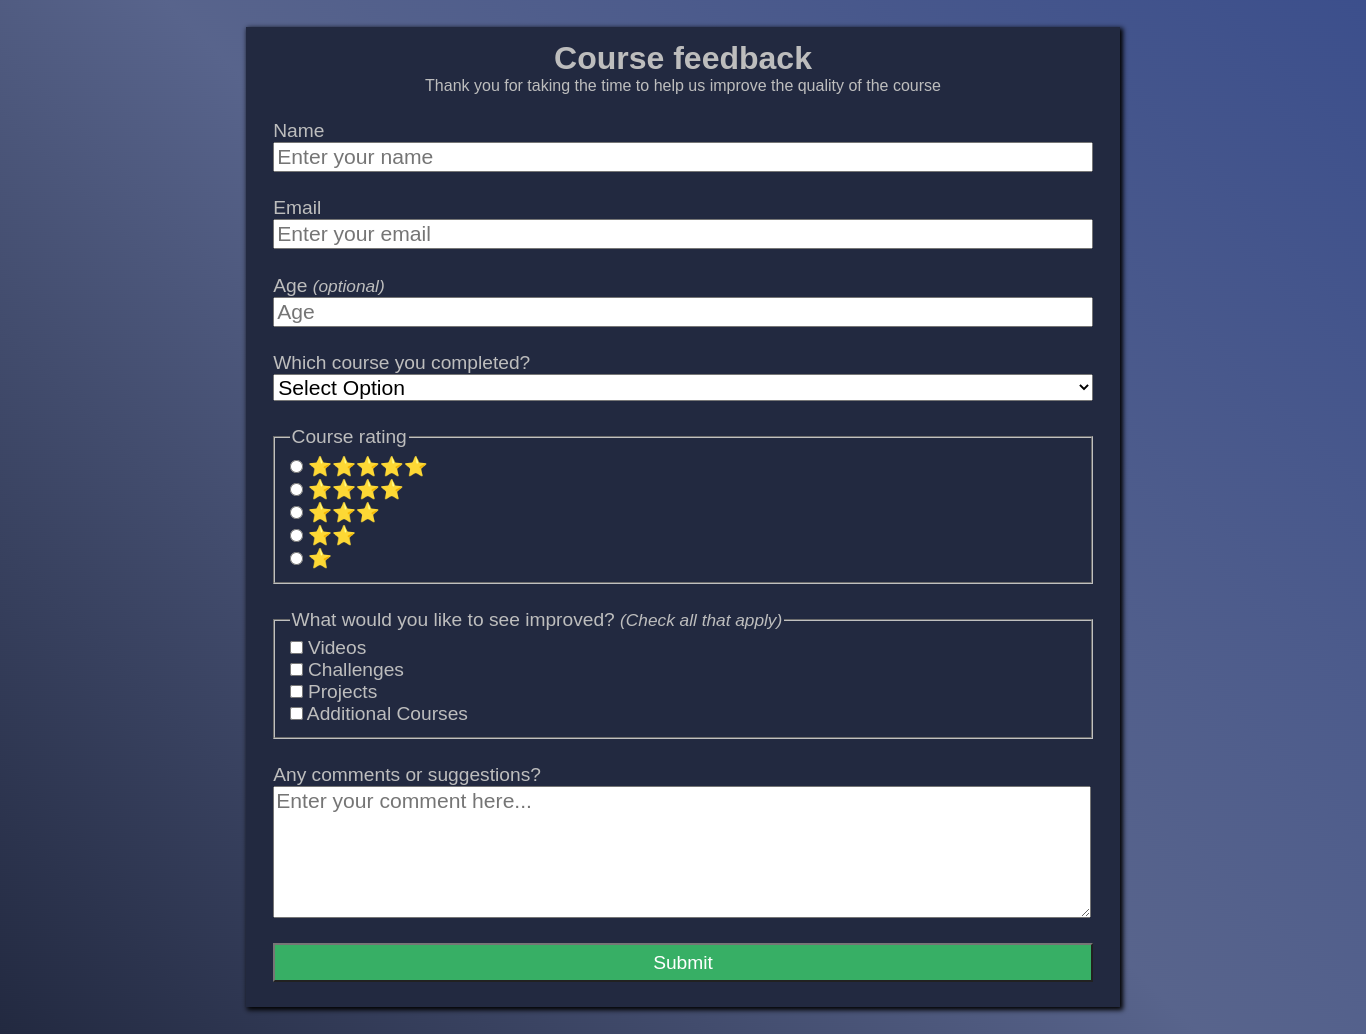 Course feedback
Thank you for taking the time to help us improve the quality of the course
Name
Enter your name
Email
Enter your email
Age (optional)
Age
Which course you completed?
Select Option
Course rating
⭐⭐⭐⭐⭐
⭐⭐⭐⭐
⭐⭐⭐
⭐⭐
⭐
What would you like to see improved? (Check all that apply)
Videos
Challenges
Projects
Additional Courses
Any comments or suggestions?
Enter your comment here...
Submit